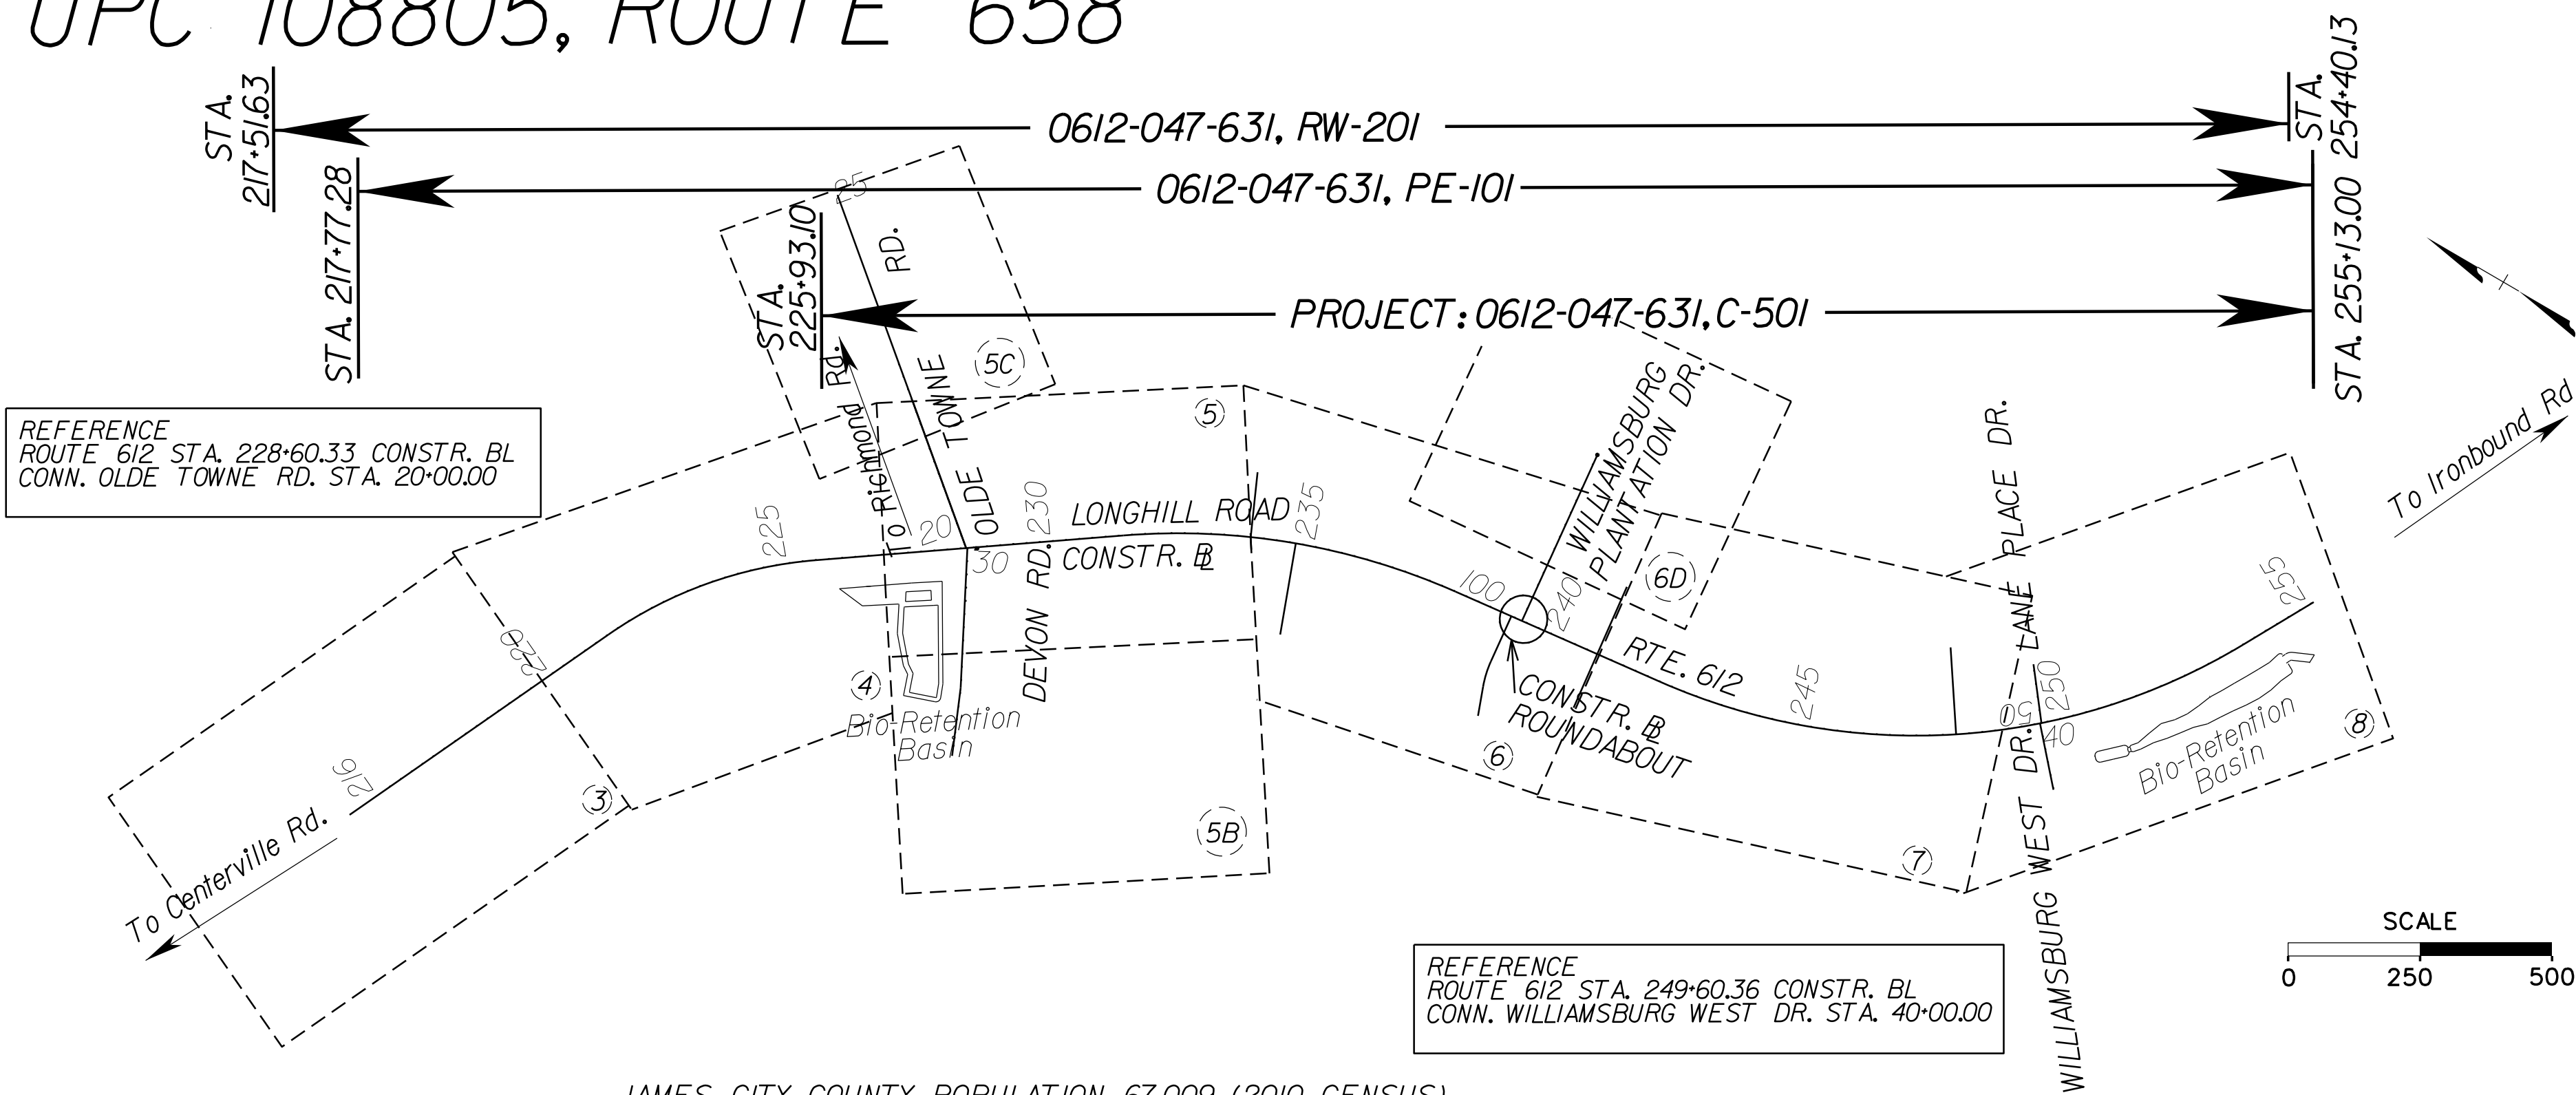 UPC 108805, ROUTE 658
STA.
217+51.63
0612-047-631, RW-201
STA.
254+40.13
STA. 217+77.28
0612-047-631, PE-101
STA. 255+13.00
STA.
225+93.10
PROJECT: 0612-047-631, C-501
25
OLDE TOWNE RD.
To Richmond Rd.
5C
5
REFERENCE
ROUTE 612 STA. 228+60.33 CONSTR. BL
CONN. OLDE TOWNE RD. STA. 20+00.00
WILLIAMSBURG
PLANTATION DR.
WILLIAMSBURG WEST DR.
LANE PLACE DR.
To Ironbound Rd
225
20
30
230
LONGHILL ROAD
CONSTR. BL
DEVON RD.
235
100
240
6D
RTE. 612
245
250
255
50
40
220
217
4
Bio-Retention
Basin
CONSTR. BL
ROUNDABOUT
6
Bio-Retention
Basin
8
3
5B
7
To Centerville Rd.
REFERENCE
ROUTE 612 STA. 249+60.36 CONSTR. BL
CONN. WILLIAMSBURG WEST DR. STA. 40+00.00
SCALE
0 250 500
JAMES CITY COUNTY POPULATION 67,009 (2010 CENSUS)